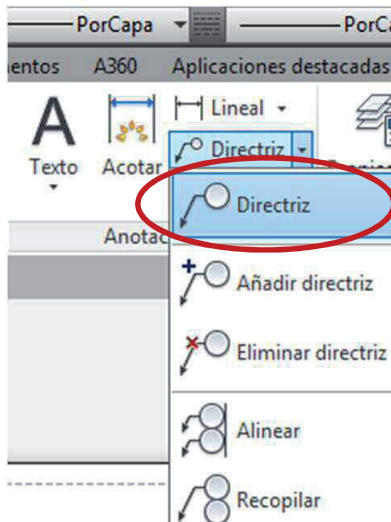 PorCapa PorCa
entos A360 Aplicaciones destacadas
Texto Acotar Lineal
Directriz
Directriz
Anotac
Añadir directriz
Eliminar directriz
Alinear
Recopilar